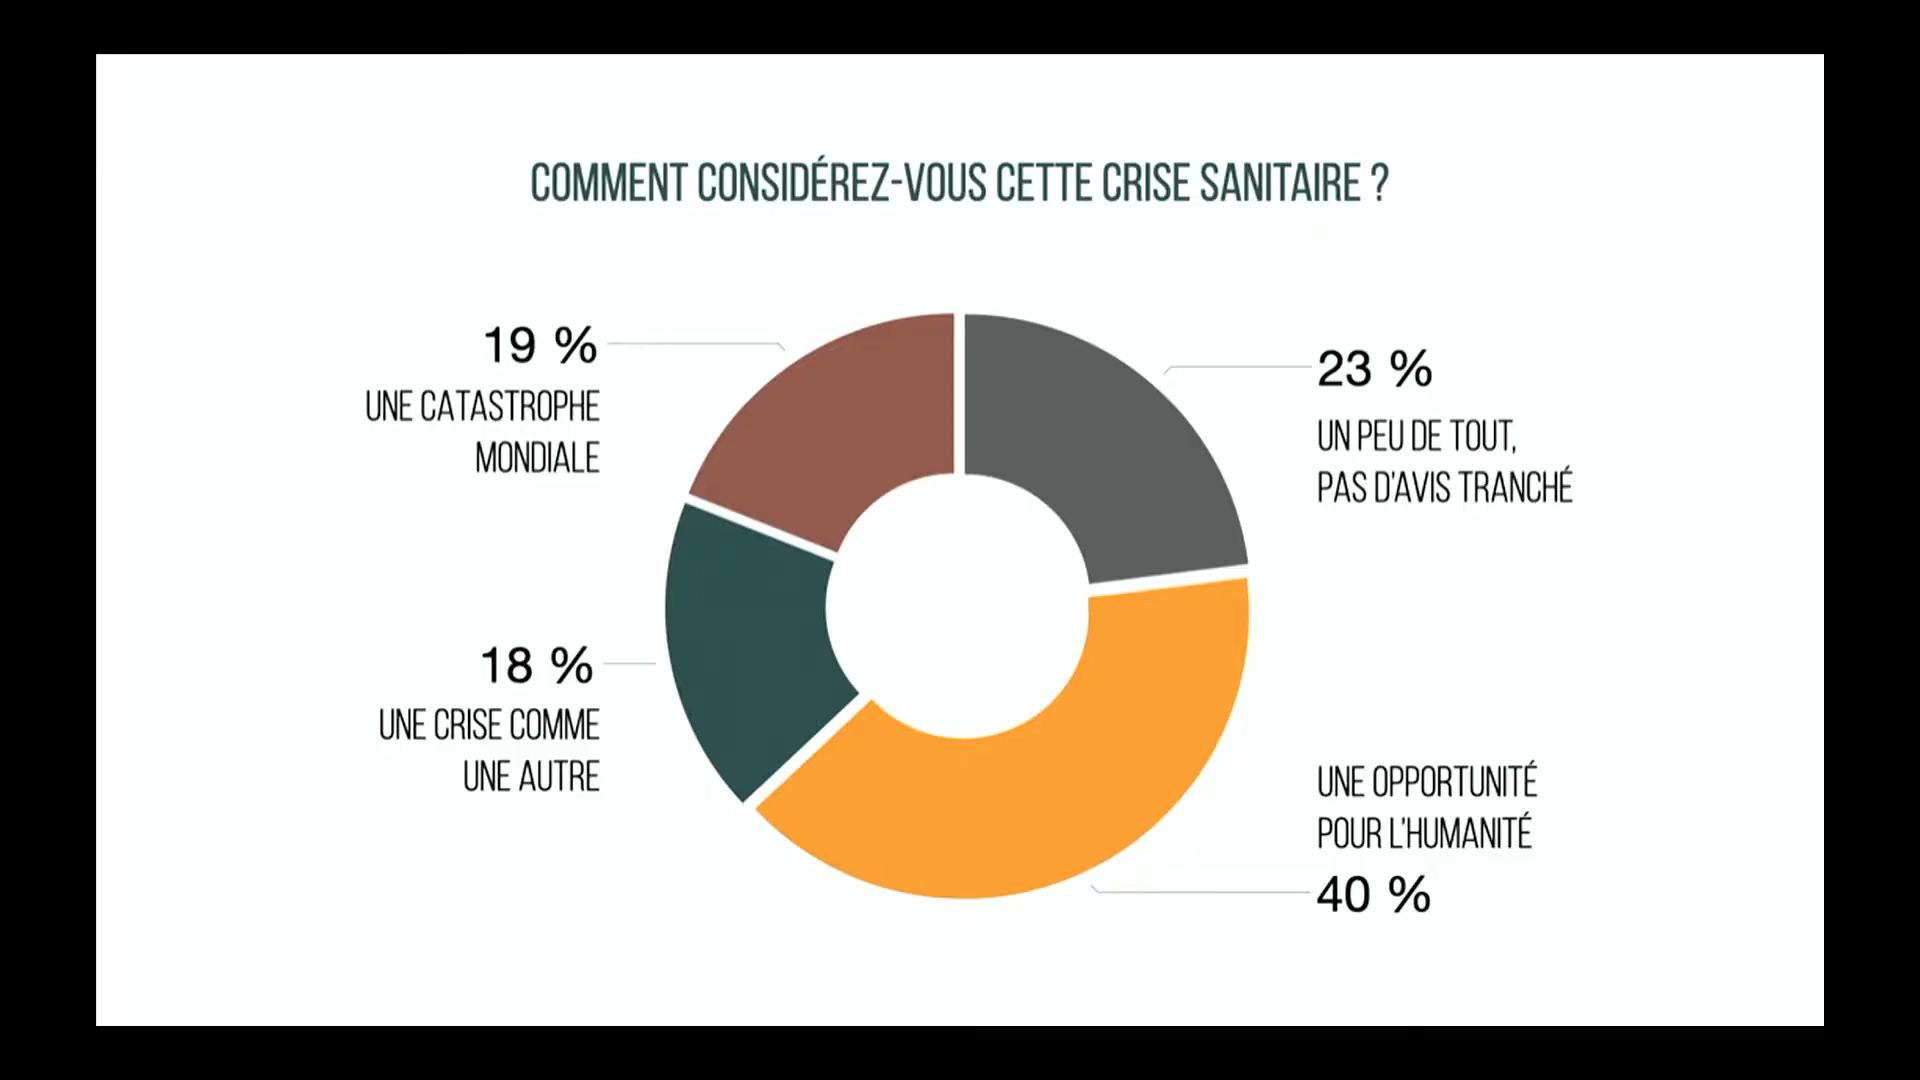 COMMENT CONSIDÉREZ-VOUS CETTE CRISE SANITAIRE ?
19 %
UNE CATASTROPHE
MONDIALE
23 %
UN PEU DE TOUT,
PAS D'AVIS TRANCHÉ
18 %
UNE CRISE COMME
UNE AUTRE
UNE OPPORTUNITÉ
POUR L'HUMANITÉ
40 %